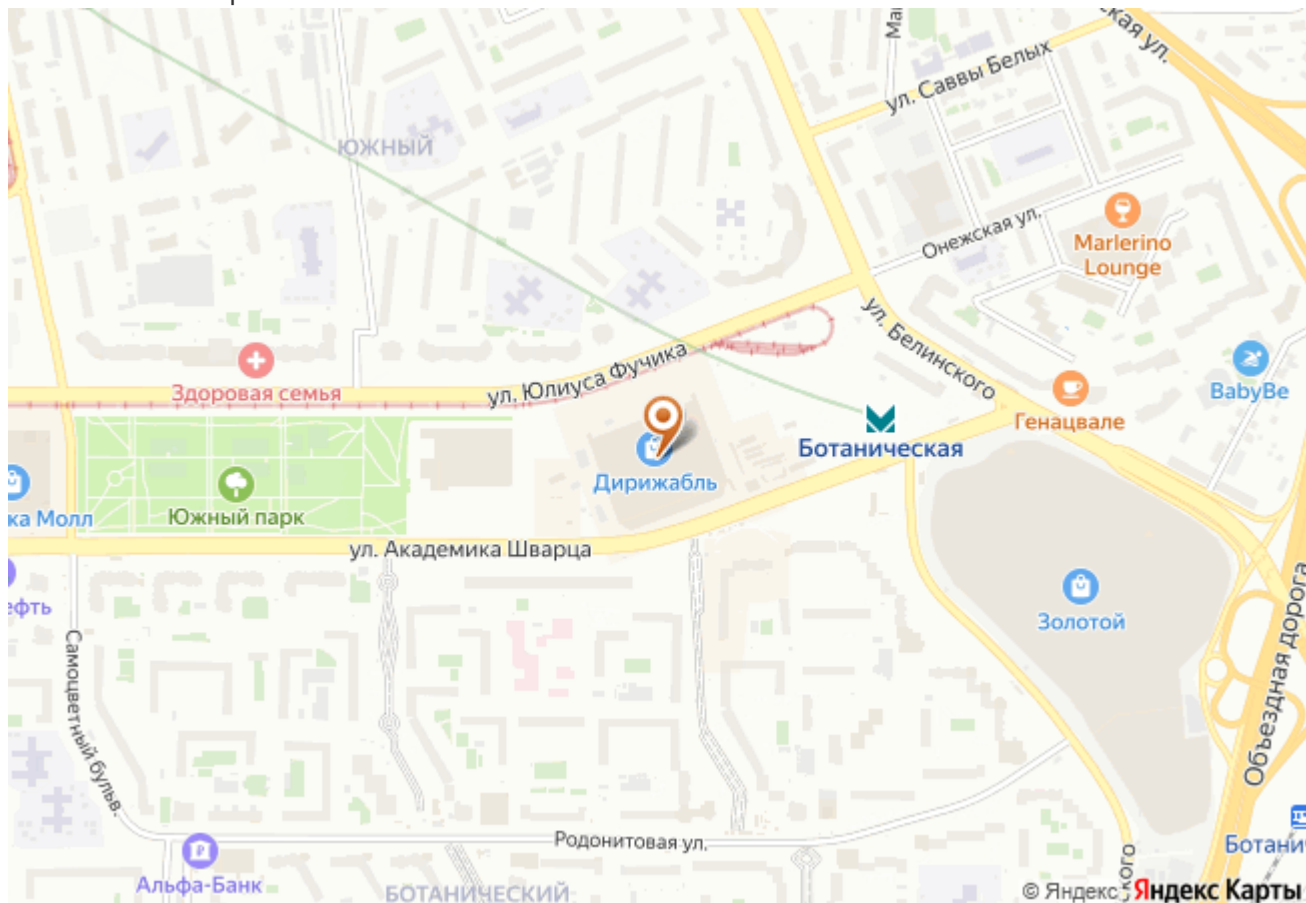 ская ул.
ул. Саввы Белых
ЮЖНЫЙ
Онежская ул.
Marlerino
Lounge
ул. Белинского
ул. Юлиуса Фучика
Здоровая семья
BabyBe
Генацвале
Ботаническая
Дирижабль
ка Молл
Южный парк
ул. Академика Шварца
Золотой
ефть
Самоцветный бульв.
Объездная дорога
Родонитовая ул.
Ботани
Альфа-Банк
БОТАНИЧЕСКИЙ
ского
© Яндекс Яндекс Карты